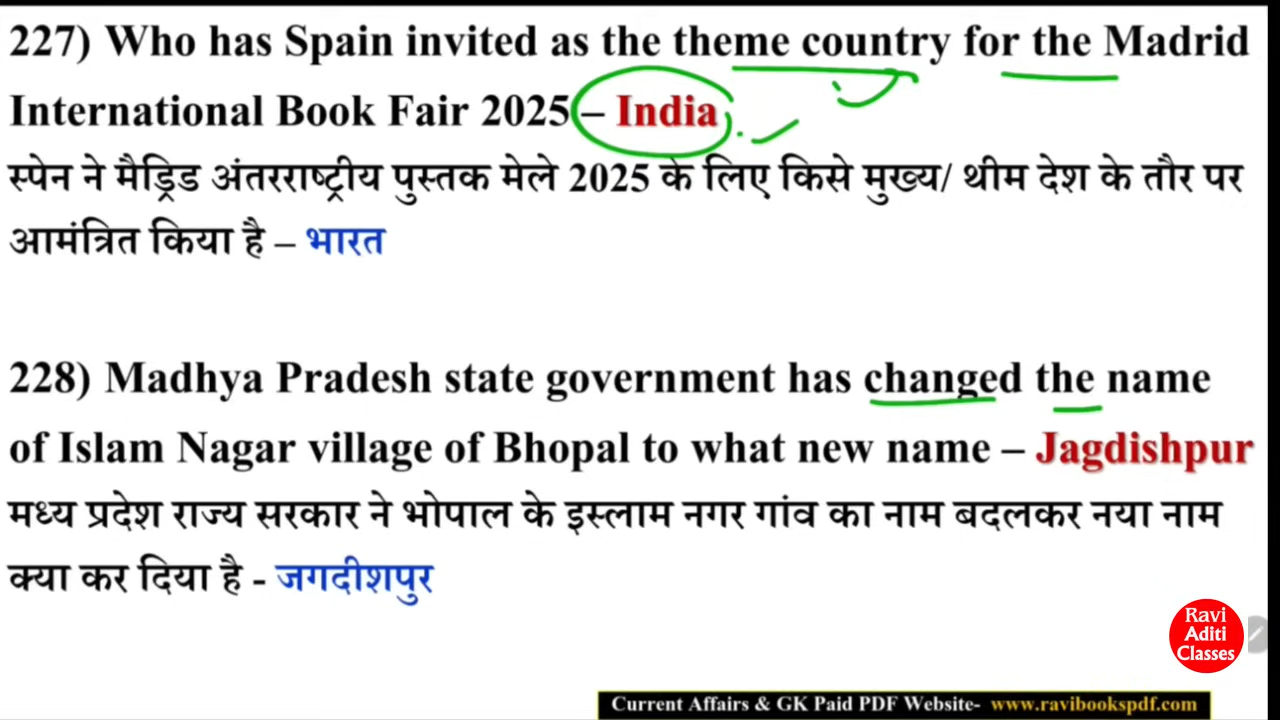 227) Who has Spain invited as the theme country for the Madrid
International Book Fair 2025 – India
स्पेन ने मैड्रिड अंतरराष्ट्रीय पुस्तक मेले 2025 के लिए किसे मुख्य/ थीम देश के तौर पर
आमंत्रित किया है – भारत
228) Madhya Pradesh state government has changed the name
of Islam Nagar village of Bhopal to what new name – Jagdishpur
मध्य प्रदेश राज्य सरकार ने भोपाल के इस्लाम नगर गांव का नाम बदलकर नया नाम
क्या कर दिया है - जगदीशपुर
Ravi
Aditi
Classes
Current Affairs & GK Paid PDF Website- www.ravibookspdf.com